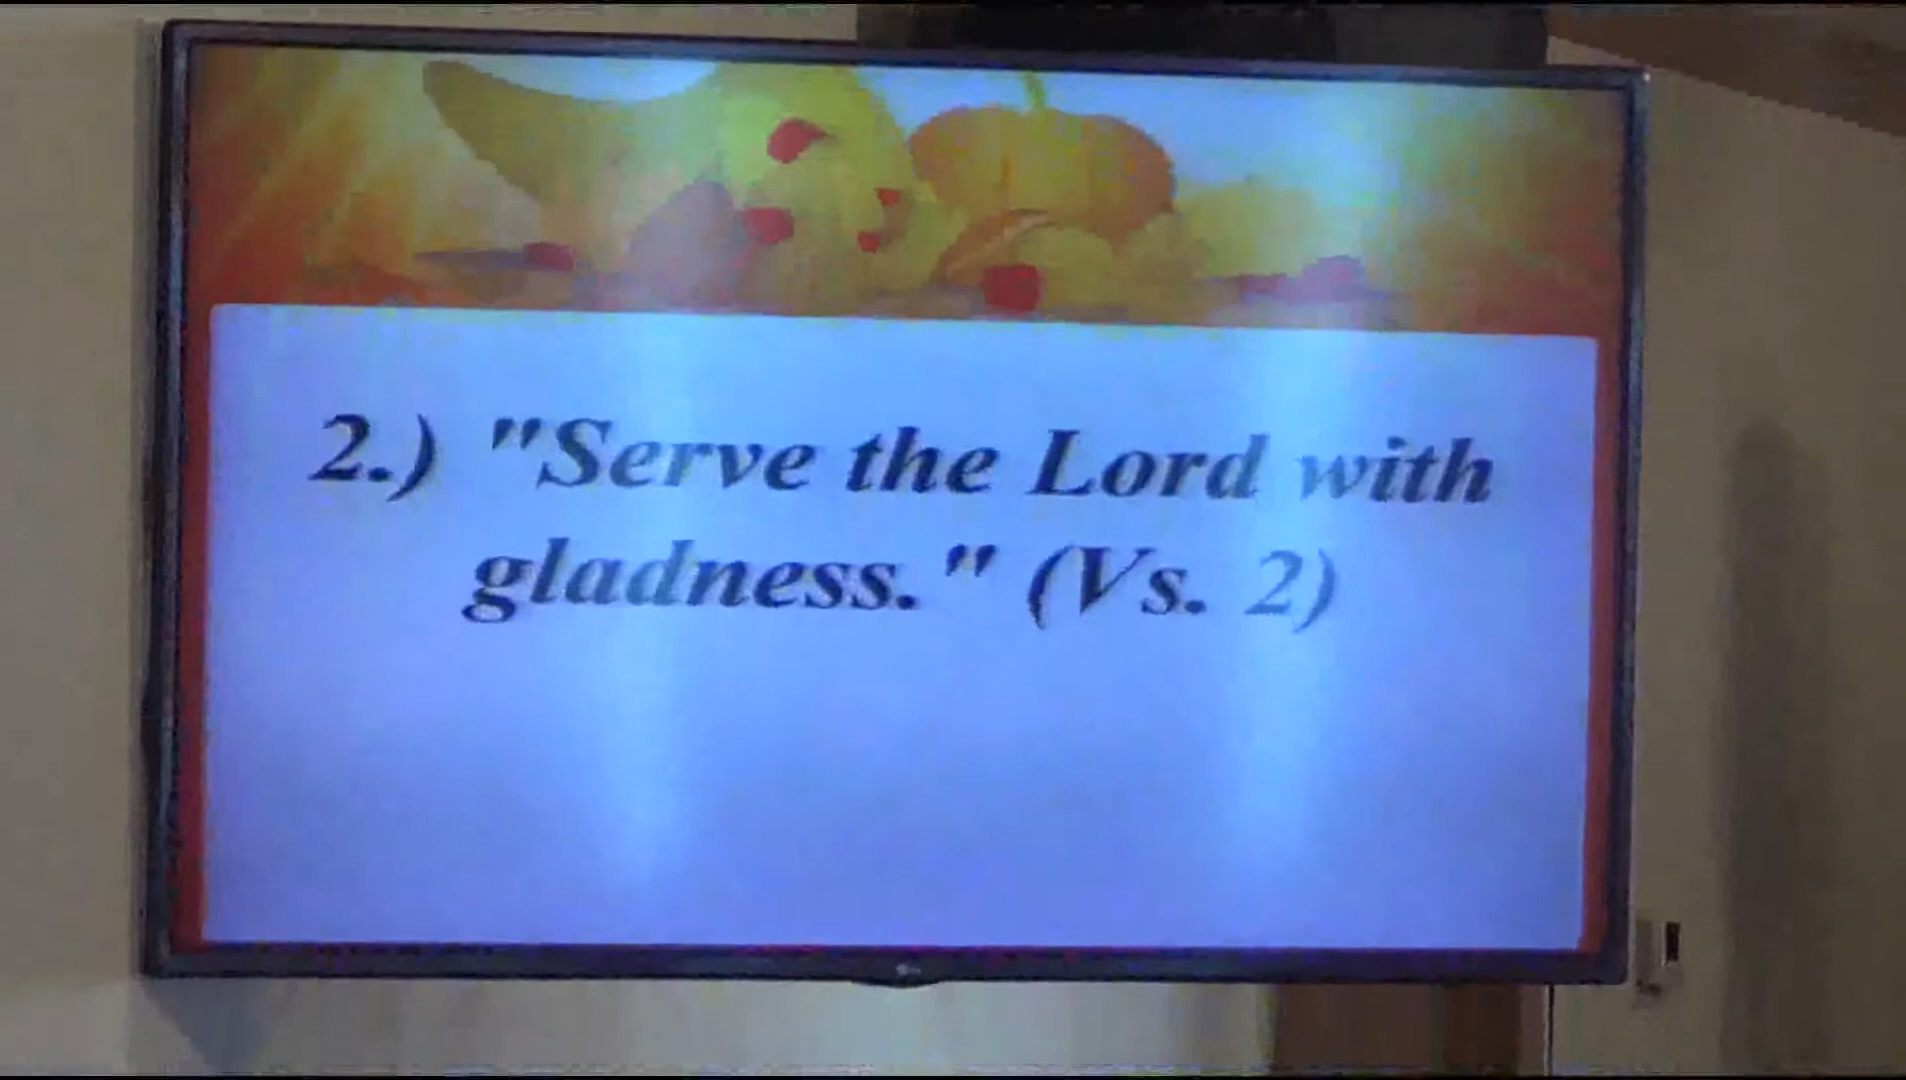 2.) "Serve the Lord with
gladness." (Vs. 2)